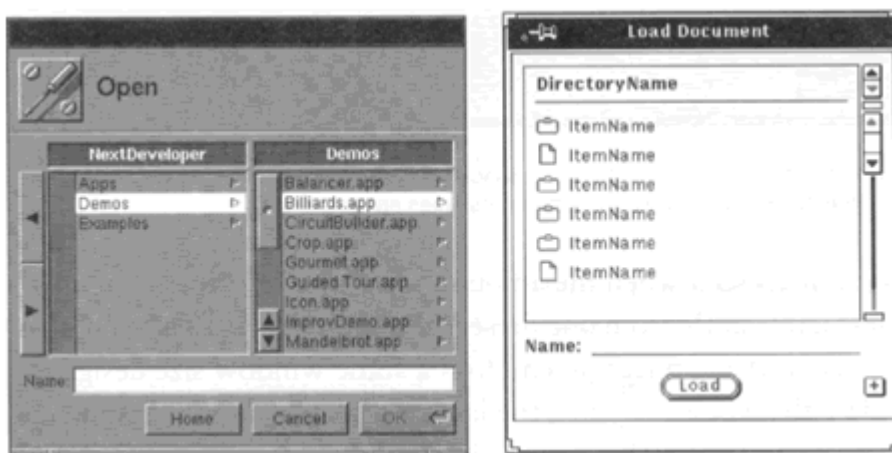 Open
NextDeveloper
Apps
Demos
Examples
Demos
Balancer.app
Billiards.app
CircuitBuilder.app
Crop.app
Gourmet.app
Guided Tour.app
Icon.app
ImprovDemo.app
Mandelbrot.app
Name:
Home
Cancel
OK
Load Document
DirectoryName
ItemName
ItemName
ItemName
ItemName
ItemName
ItemName
Name:
Load